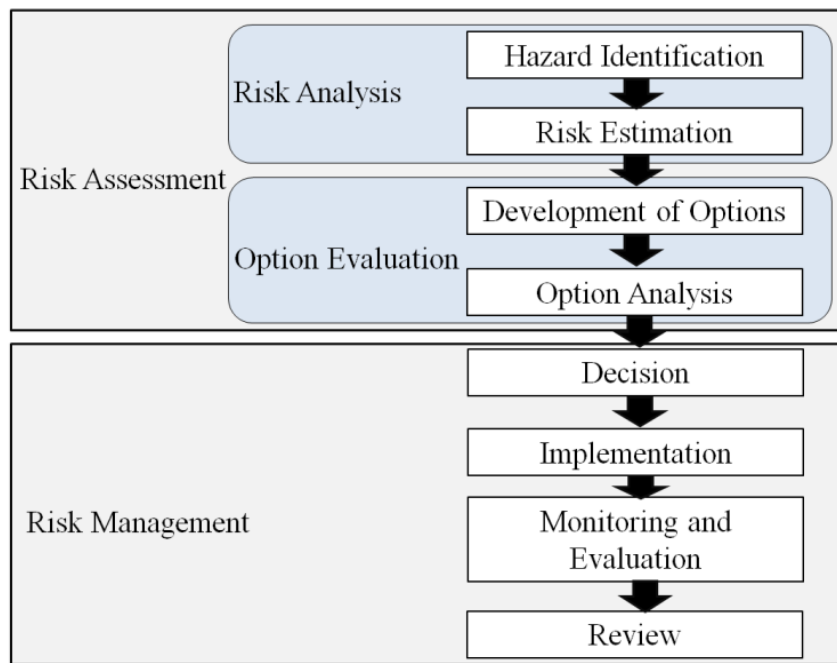 Hazard Identification
Risk Analysis
Risk Estimation
Risk Assessment
Development of Options
Option Evaluation
Option Analysis
Decision
Implementation
Risk Management
Monitoring and
Evaluation
Review